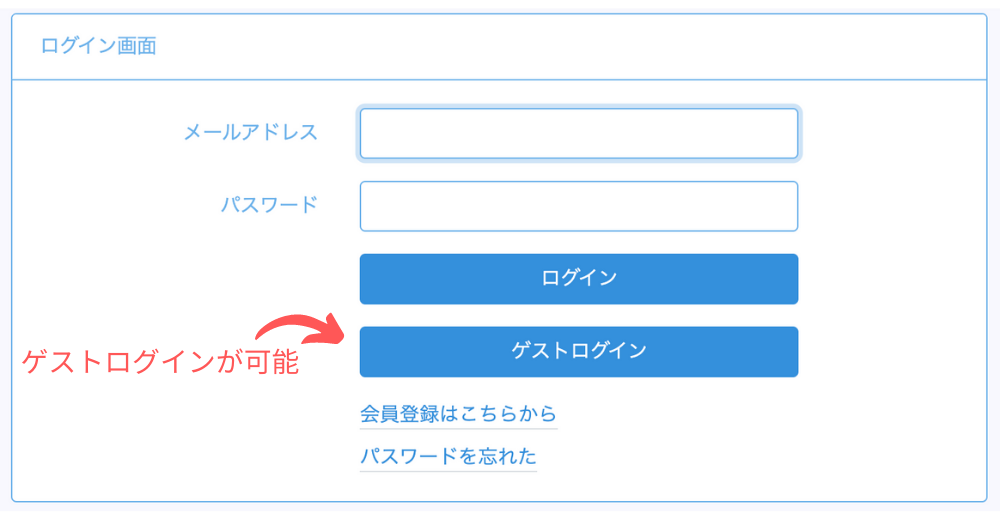 ログイン画面
メールアドレス
パスワード
ログイン
ゲストログイン
ゲストログインが可能
会員登録はこちらから
パスワードを忘れた